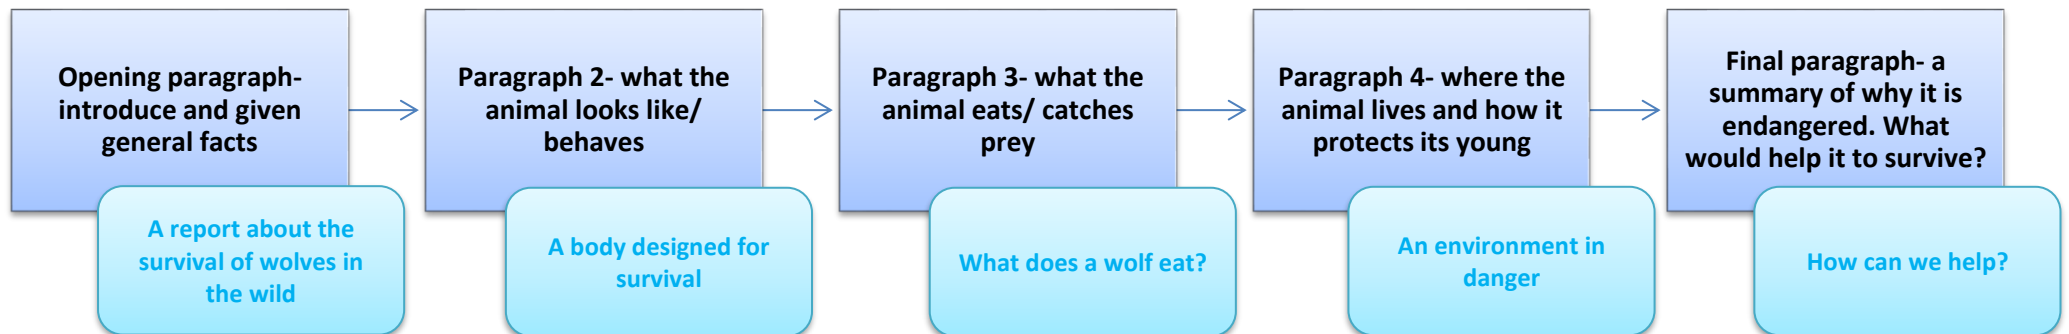 Opening paragraph-
introduce and given
general facts
A report about the
survival of wolves in
the wild
Paragraph 2- what the
animal looks like/
behaves
A body designed for
survival
Paragraph 3- what the
animal eats/ catches
prey
What does a wolf eat?
Paragraph 4- where the
animal lives and how it
protects its young
An environment in
danger
Final paragraph- a
summary of why it is
endangered. What
would help it to survive?
How can we help?